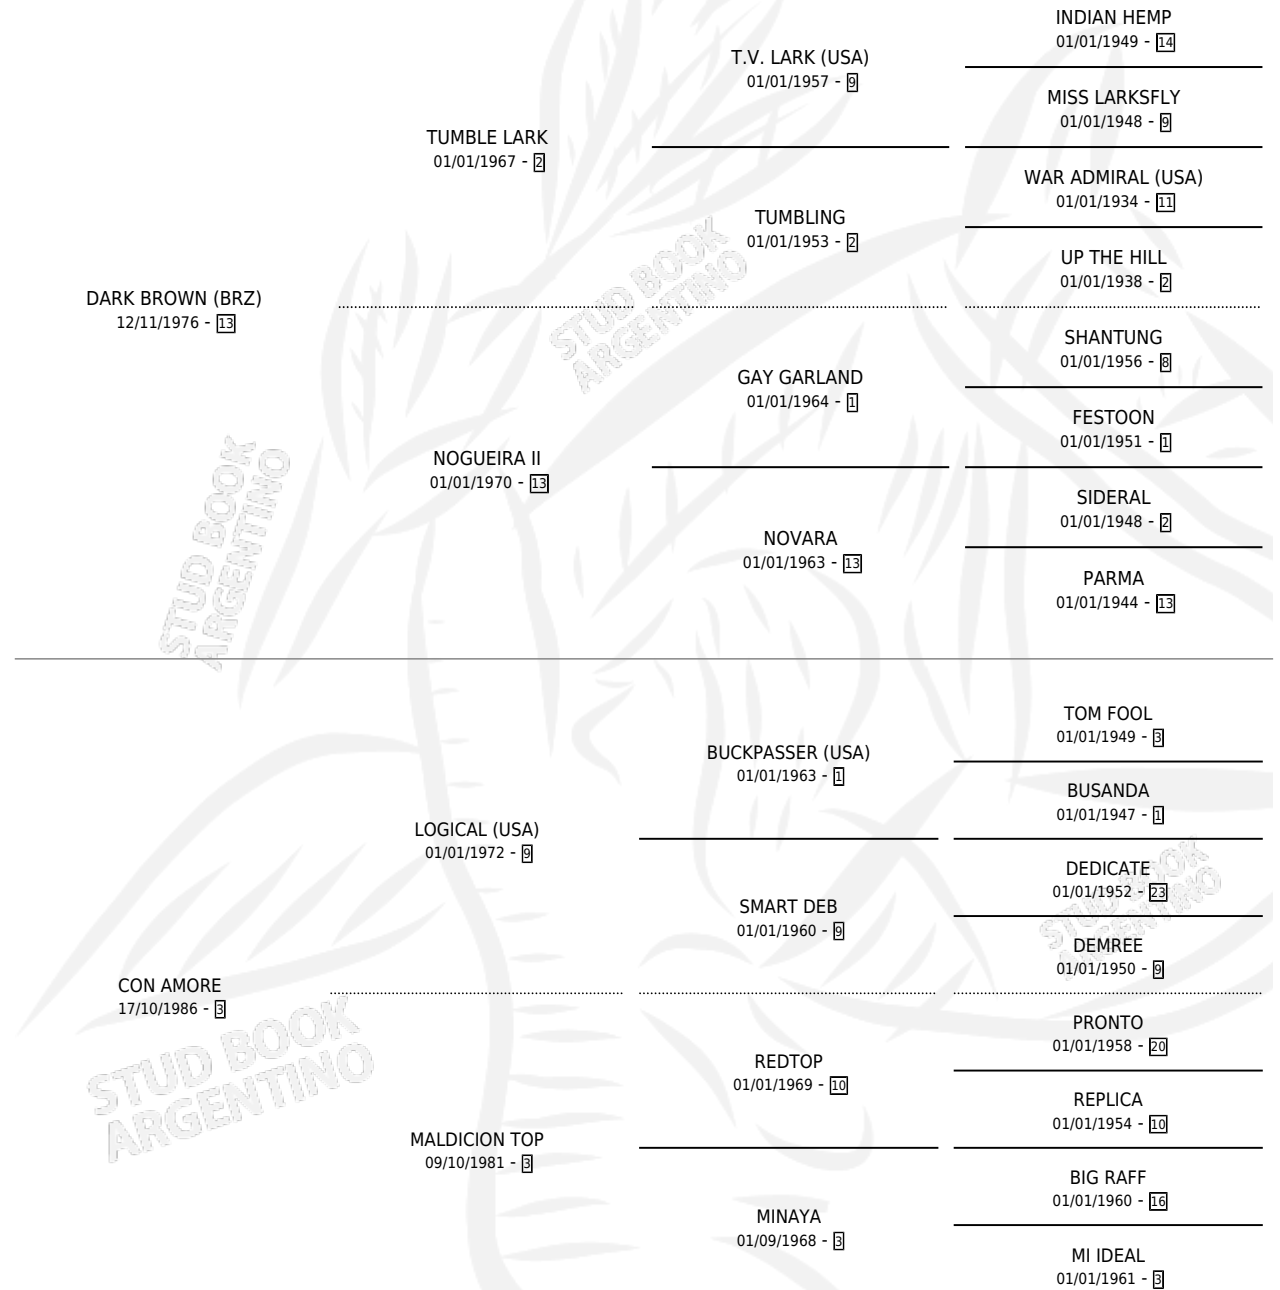 INDIAN HEMP
01/01/1949 - 14
T.V. LARK (USA)
01/01/1957 - 9
MISS LARKSFLY
01/01/1948 - 9
TUMBLE LARK
01/01/1967 - 2
WAR ADMIRAL (USA)
01/01/1934 - 11
TUMBLING
01/01/1953 - 2
UP THE HILL
01/01/1938 - 2
DARK BROWN (BRZ)
12/11/1976 - 13
SHANTUNG
01/01/1956 - 8
GAY GARLAND
01/01/1964 - 1
FESTOON
01/01/1951 - 1
NOGUEIRA II
01/01/1970 - 13
SIDERAL
01/01/1948 - 2
NOVARA
01/01/1963 - 13
PARMA
01/01/1944 - 13
STUD BOOK
ARGENTINO
STUD BOOK
ARGENTINO
TOM FOOL
01/01/1949 - 3
BUCKPASSER (USA)
01/01/1963 - 1
BUSANDA
01/01/1947 - 1
LOGICAL (USA)
01/01/1972 - 9
DEDICATE
01/01/1952 - 23
SMART DEB
01/01/1960 - 9
DEMREE
01/01/1950 - 9
CON AMORE
17/10/1986 - 3
PRONTO
01/01/1958 - 20
REDTOP
01/01/1969 - 10
REPLICA
01/01/1954 - 10
MALDICION TOP
09/10/1981 - 3
BIG RAFF
01/01/1960 - 16
MINAYA
01/09/1968 - 3
MI IDEAL
01/01/1961 - 3
STUD BOOK
ARGENTINO
STUD BOOK
ARGENTINO